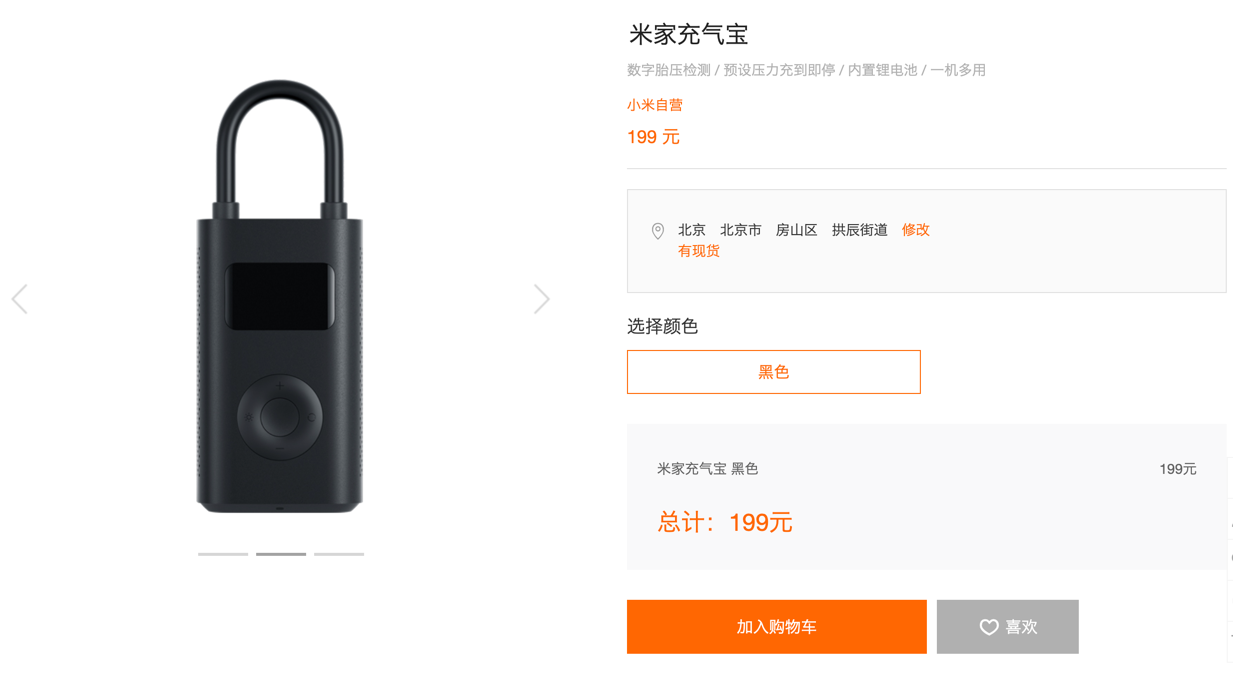 米家充气宝
数字胎压检测 / 预设压力充到即停 / 内置锂电池 / 一机多用
小米自营
199 元
北京 北京市 房山区 拱辰街道 修改
有现货
选择颜色
黑色
米家充气宝 黑色 199元
总计：199元
加入购物车 喜欢